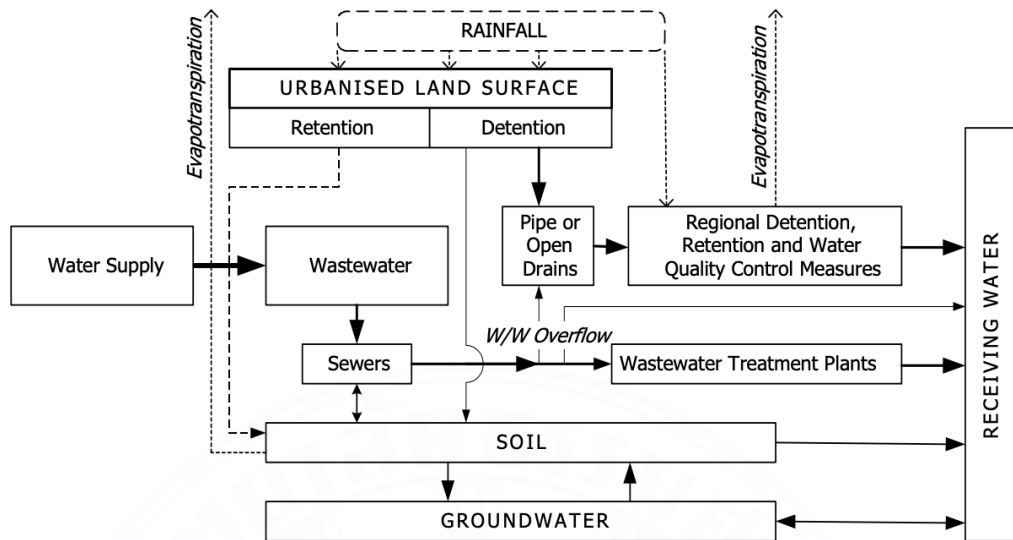 RAINFALL
Evapotranspiration
Evapotranspiration
URBANISED LAND SURFACE
Retention
Detention
Pipe or
Open
Drains
Regional Detention,
Retention and Water
Quality Control Measures
Water Supply
Wastewater
W/W Overflow
Sewers
Wastewater Treatment Plants
RECEIVING WATER
SOIL
GROUNDWATER